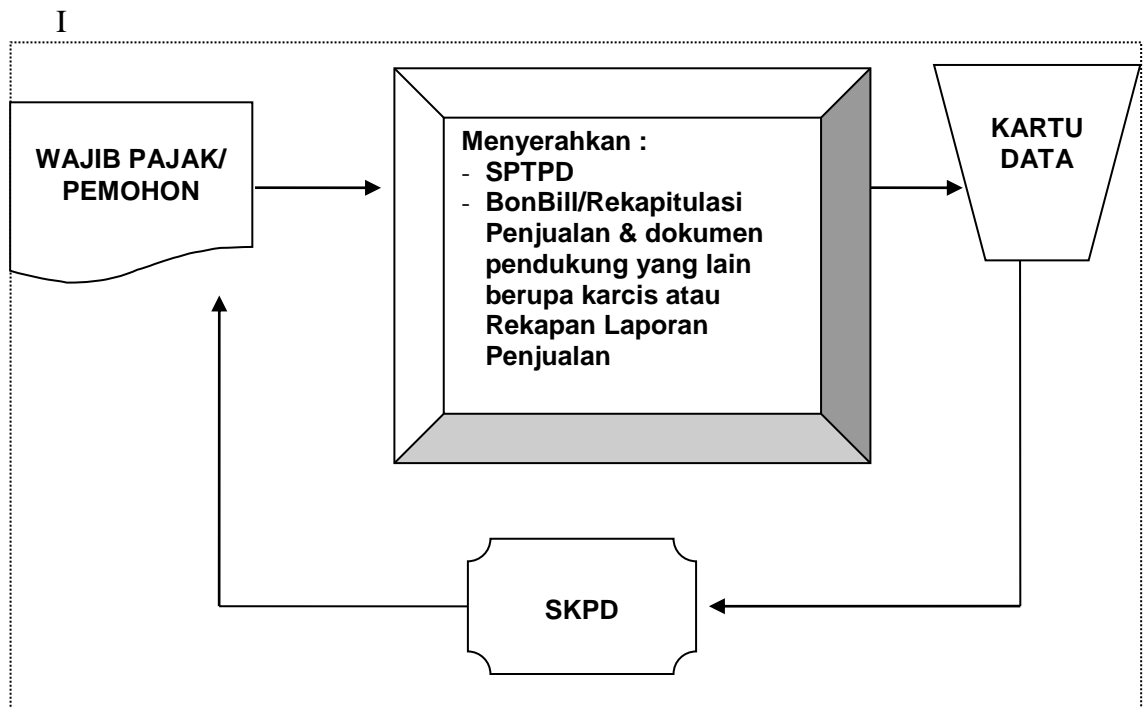 I
WAJIB PAJAK/
PEMOHON
Menyerahkan :
- SPTPD
- BonBill/Rekapitulasi
Penjualan & dokumen
pendukung yang lain
berupa karcis atau
Rekapan Laporan
Penjualan
KARTU
DATA
SKPD